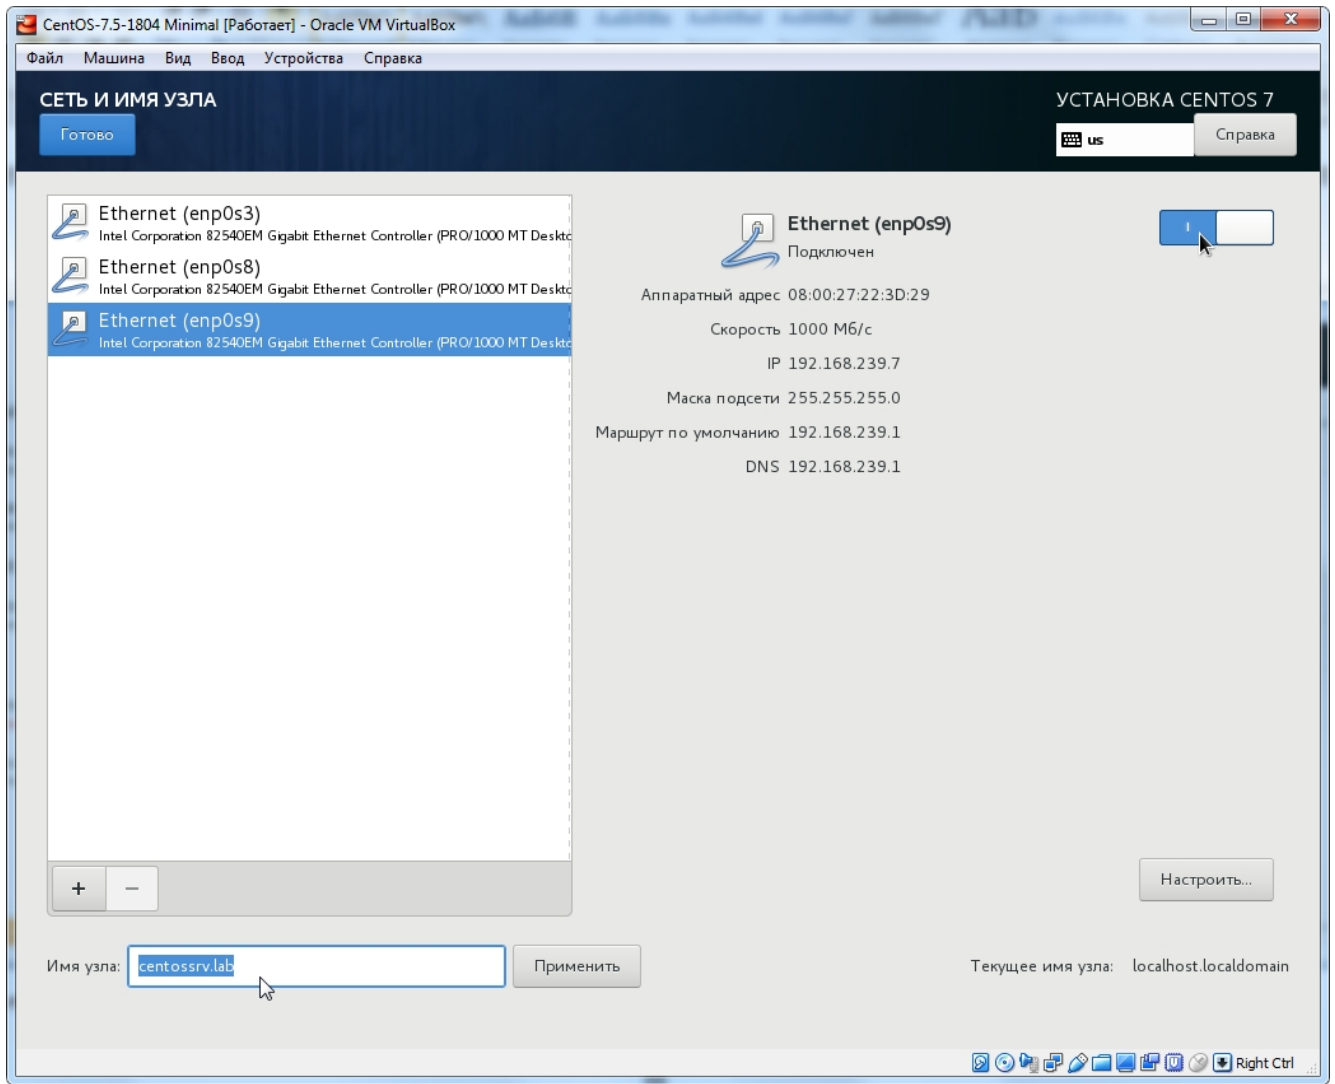 CentOS-7.5-1804 Minimal [Работает] - Oracle VM VirtualBox
Файл Машина Вид Ввод Устройства Справка
СЕТЬ И ИМЯ УЗЛА
УСТАНОВКА CENTOS 7
Готово
us
Справка
Ethernet (enp0s3)
Intel Corporation 82540EM Gigabit Ethernet Controller (PRO/1000 MT Deskto
Ethernet (enp0s8)
Intel Corporation 82540EM Gigabit Ethernet Controller (PRO/1000 MT Deskto
Ethernet (enp0s9)
Intel Corporation 82540EM Gigabit Ethernet Controller (PRO/1000 MT Deskto
Ethernet (enp0s9)
Подключен
Аппаратный адрес 08:00:27:22:3D:29
Скорость 1000 Мб/с
IP 192.168.239.7
Маска подсети 255.255.255.0
Маршрут по умолчанию 192.168.239.1
DNS 192.168.239.1
+ −
Настроить...
Имя узла: centossrv.lab Применить
Текущее имя узла: localhost.localdomain
Right Ctrl